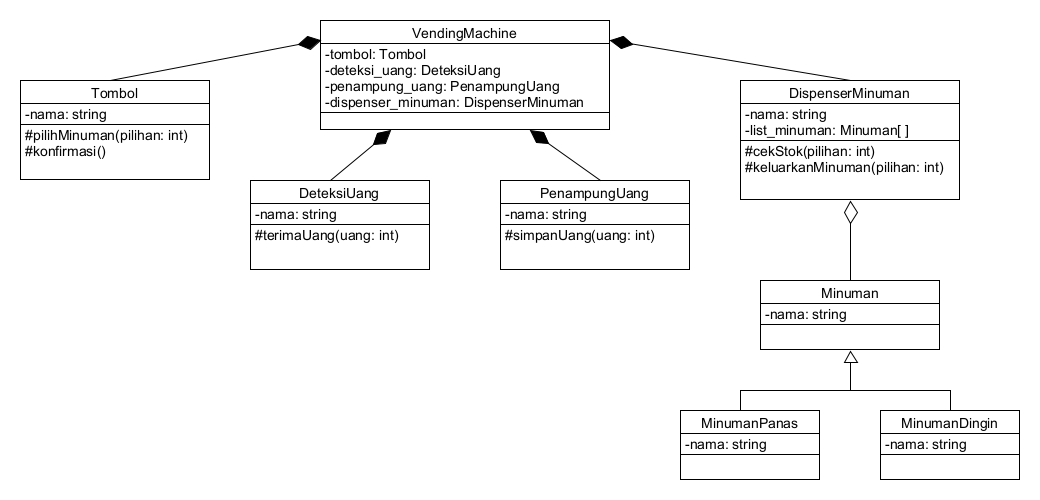 VendingMachine
-tombol: Tombol
-deteksi_uang: DeteksiUang
-penampung_uang: PenampungUang
-dispenser_minuman: DispenserMinuman
Tombol
-nama: string
#pilihMinuman(pilihan: int)
#konfirmasi()
DispenserMinuman
-nama: string
-list_minuman: Minuman[ ]
#cekStok(pilihan: int)
#keluarkanMinuman(pilihan: int)
DeteksiUang
-nama: string
#terimaUang(uang: int)
PenampungUang
-nama: string
#simpanUang(uang: int)
Minuman
-nama: string
MinumanPanas
-nama: string
MinumanDingin
-nama: string